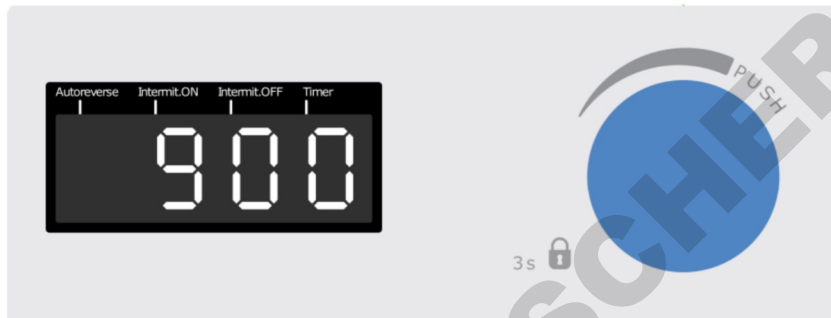 Autoreverse Intermit.ON Intermit.OFF Timer
900
PUSH
3s
SCHER